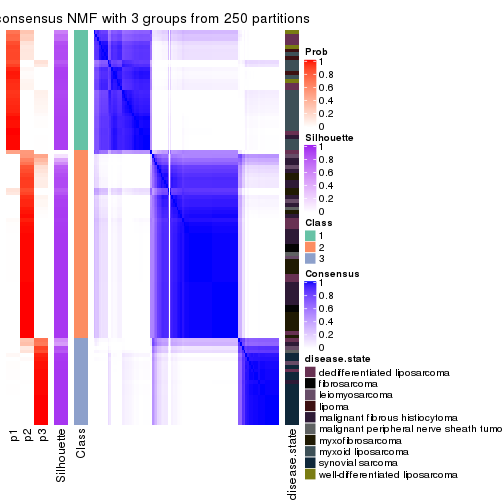 consensus NMF with 3 groups from 250 partitions
Prob
1
0.8
0.6
0.4
0.2
0
Silhouette
1
0.8
0.6
0.4
0.2
0
Class
1
2
3
Consensus
1
0.8
0.6
0.4
0.2
0
disease.state
dedifferentiated liposarcoma
fibrosarcoma
leiomyosarcoma
lipoma
malignant fibrous histiocytoma
malignant peripheral nerve sheath tumo
myxofibrosarcoma
myxoid liposarcoma
synovial sarcoma
well-differentiated liposarcoma
p1
p2
p3
Silhouette
Class
disease.state